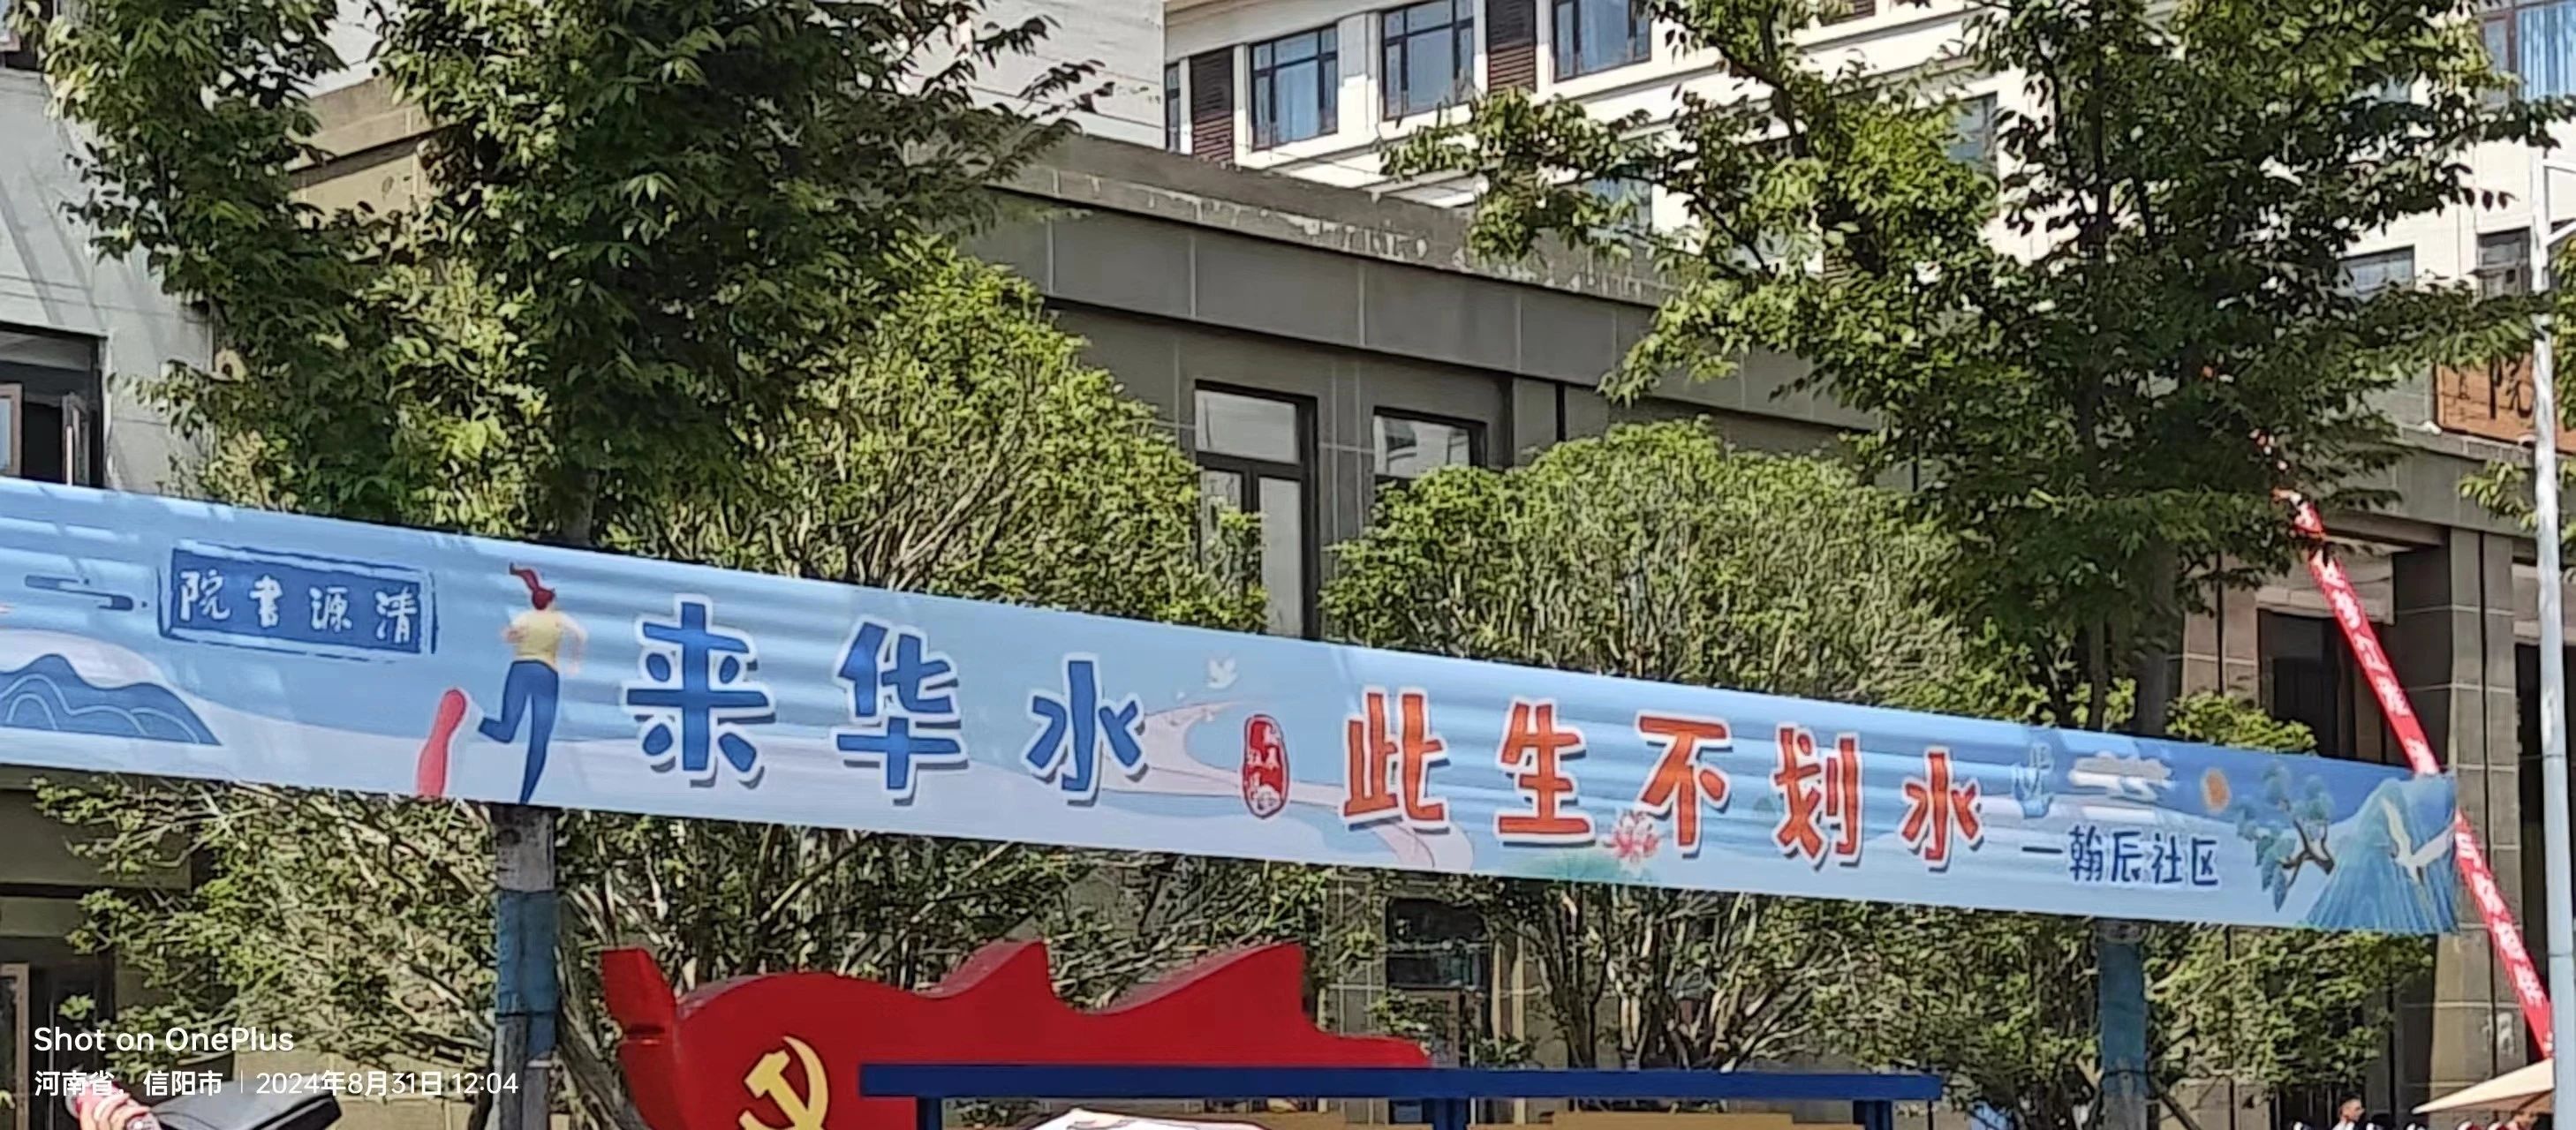 院書源清
来华水 此生不划水
—翰辰社区
Shot on OnePlus
河南省，信阳市 | 2024年8月31日 12:04